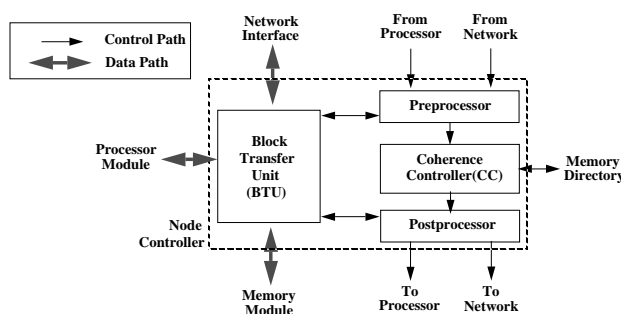 Control Path
Data Path
Network
Interface
From
Processor
From
Network
Preprocessor
Block
Transfer
Unit
(BTU)
Processor
Module
Coherence
Controller(CC)
Memory
Directory
Postprocessor
Node
Controller
Memory
Module
To
Processor
To
Network